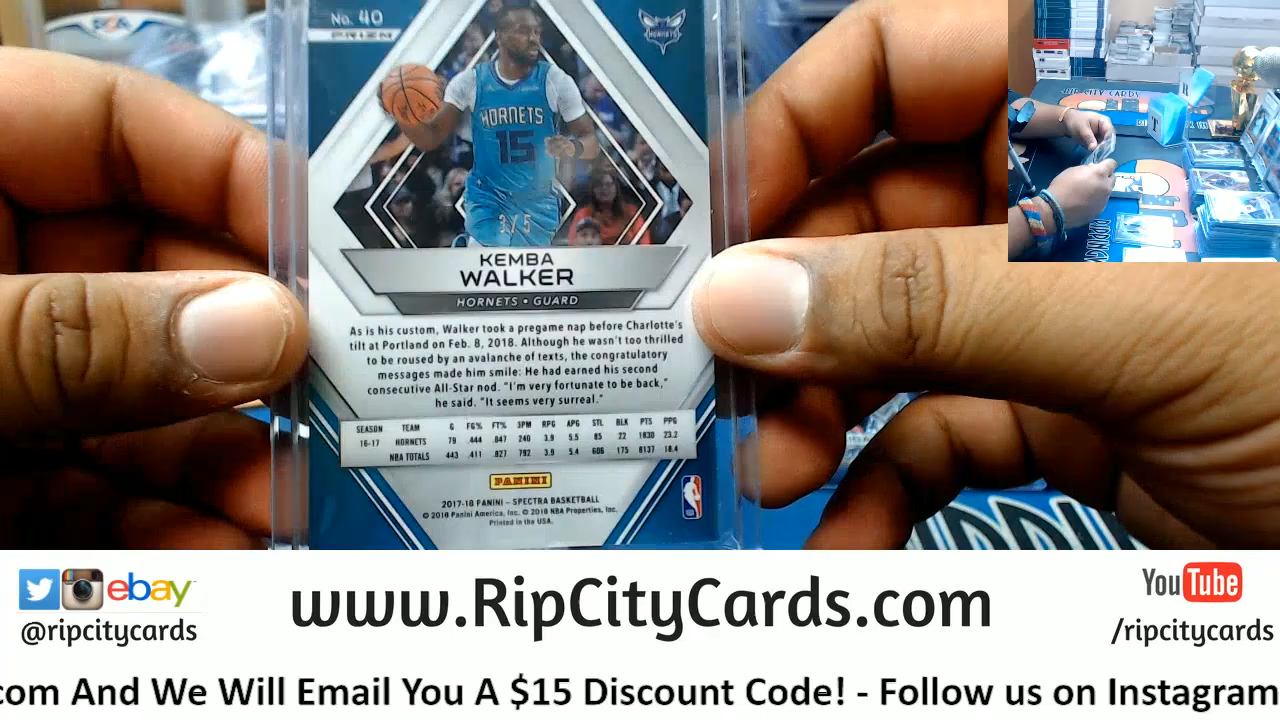 No. 40
PRIZM
HORNETS
HORNETS
15
3/5
KEMBA
WALKER
HORNETS • GUARD
As is his custom, Walker took a pregame nap before Charlotte's
tilt at Portland on Feb. 8, 2018. Although he wasn't too thrilled
to be roused by an avalanche of texts, the congratulatory
messages made him smile: He had earned his second
consecutive All-Star nod. "I'm very fortunate to be back,"
he said. "It seems very surreal."
SEASON TEAM G FG% FT% 3PM RPG APG STL BLK PTS PPG
16-17 HORNETS 79 .444 .847 240 3.9 5.5 85 22 1830 23.2
NBA TOTALS 443 .411 .827 792 3.9 5.4 606 175 8137 18.4
PANINI
2017-18 PANINI – SPECTRA BASKETBALL
© 2018 Panini America, Inc. © 2018 NBA Properties, Inc.
Printed in the USA.
RIP CITY CARDS
ebay
@ripcitycards
www.RipCityCards.com
YouTube
/ripcitycards
.com And We Will Email You A $15 Discount Code! - Follow us on Instagram